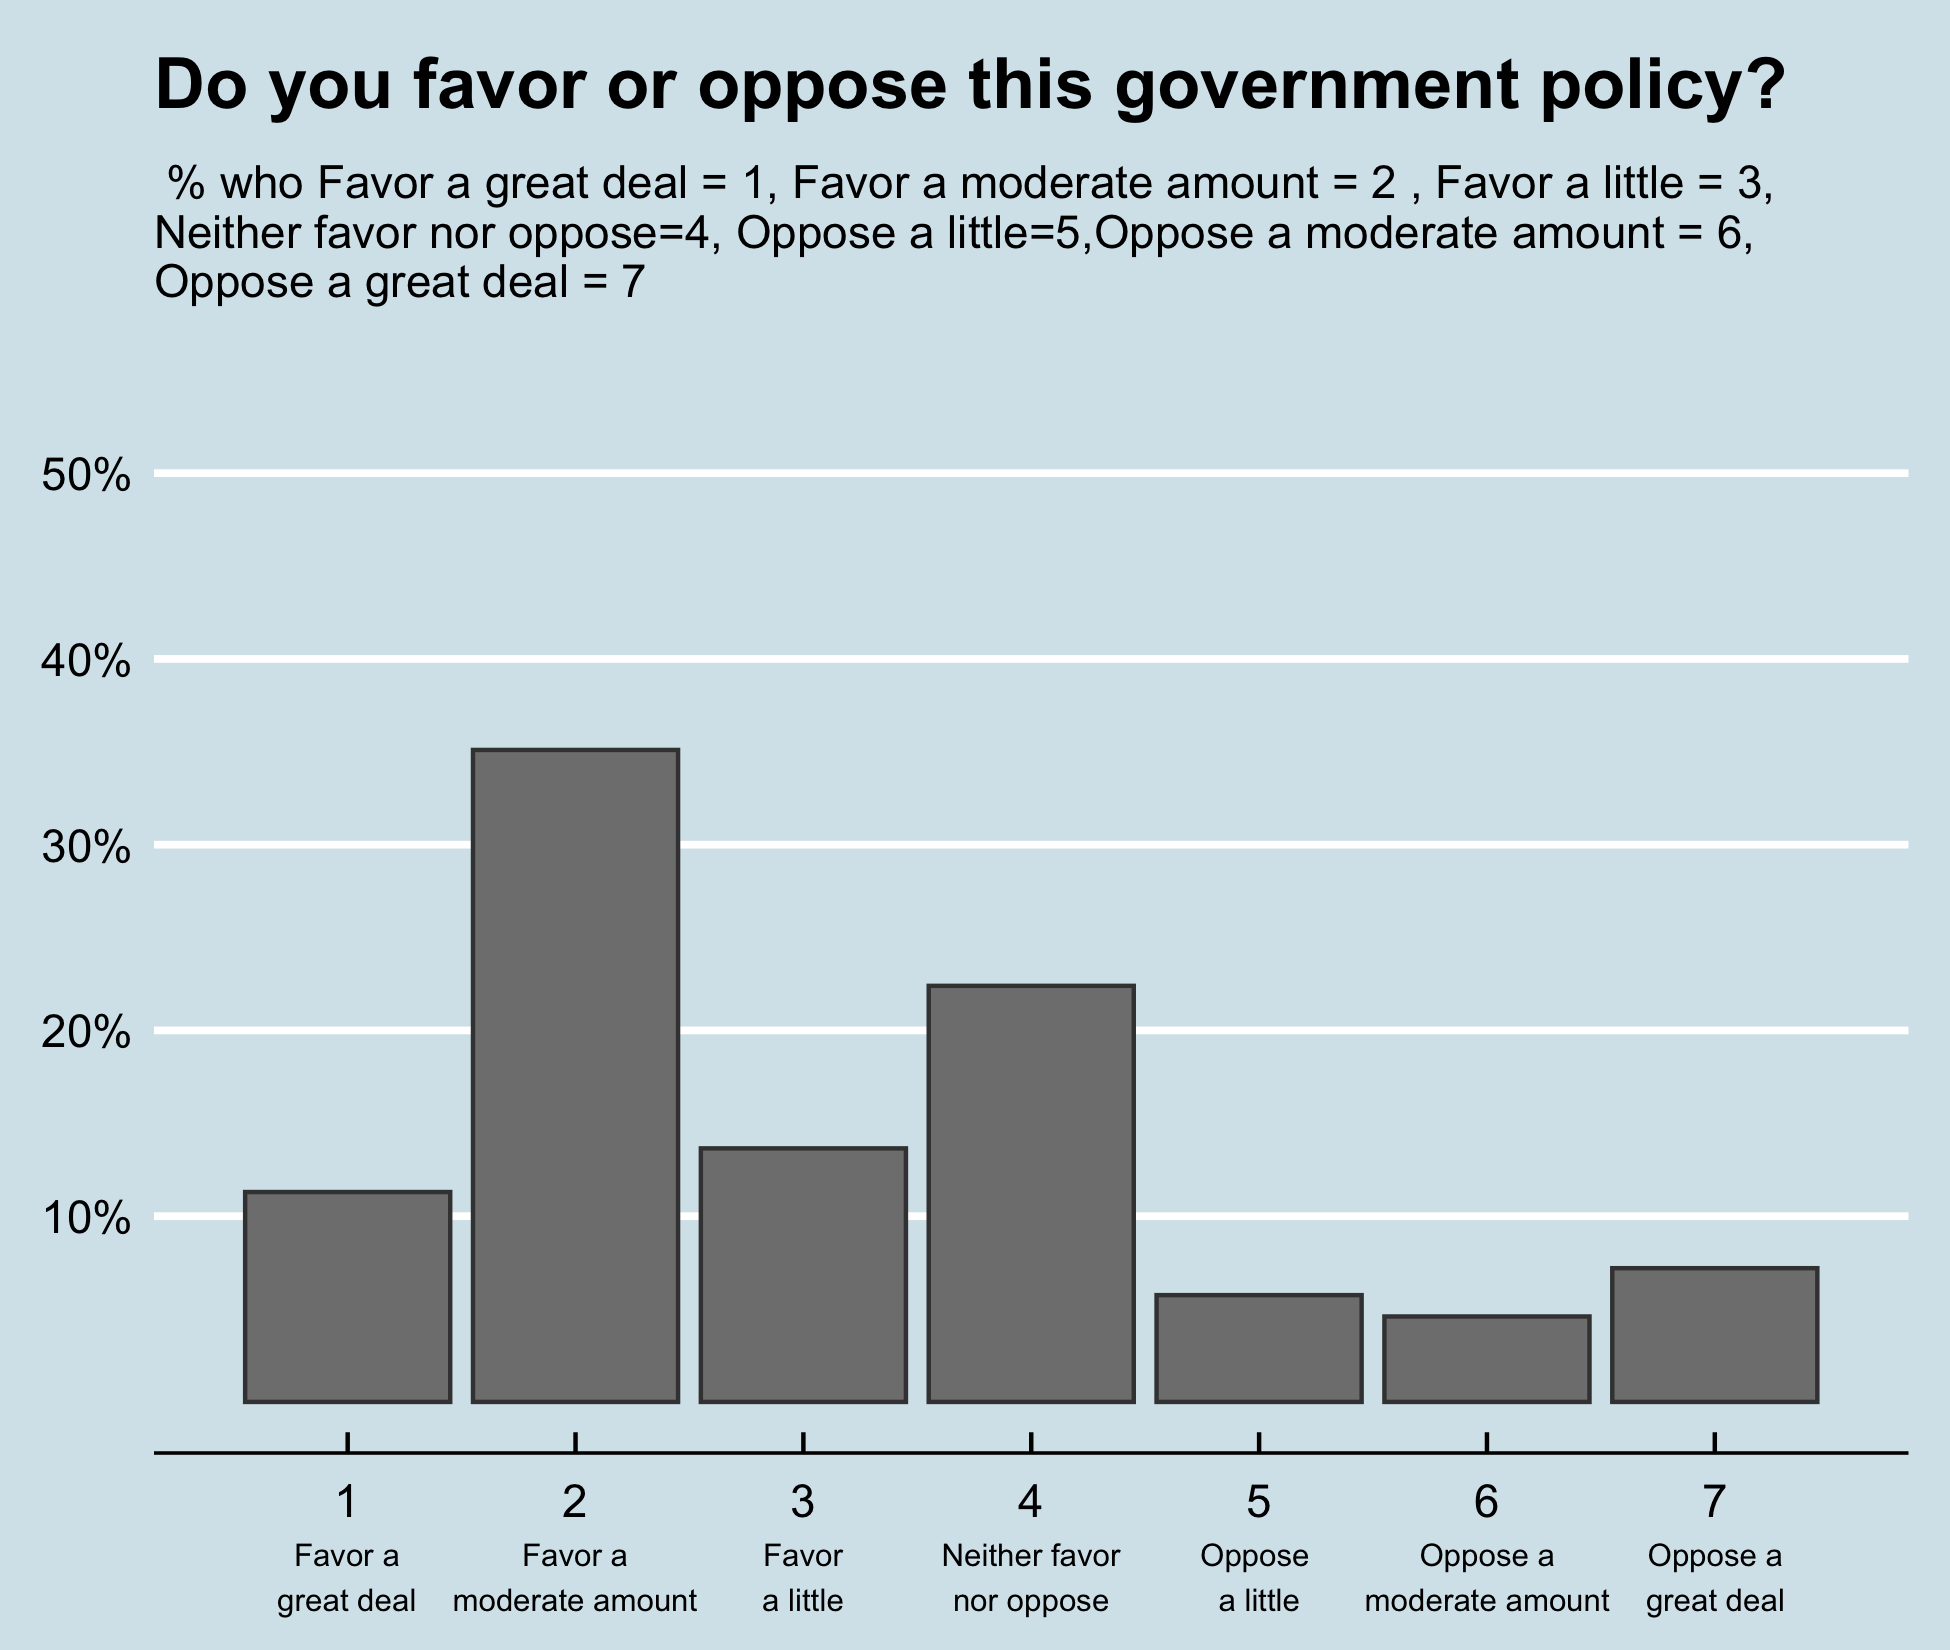 Do you favor or oppose this government policy?
% who Favor a great deal = 1, Favor a moderate amount = 2 , Favor a little = 3,
Neither favor nor oppose=4, Oppose a little=5,Oppose a moderate amount = 6,
Oppose a great deal = 7
50%
40%
30%
20%
10%
1 2 3 4 5 6 7
Favor a Favor a Favor Neither favor Oppose Oppose a Oppose a
great deal moderate amount a little nor oppose a little moderate amount great deal